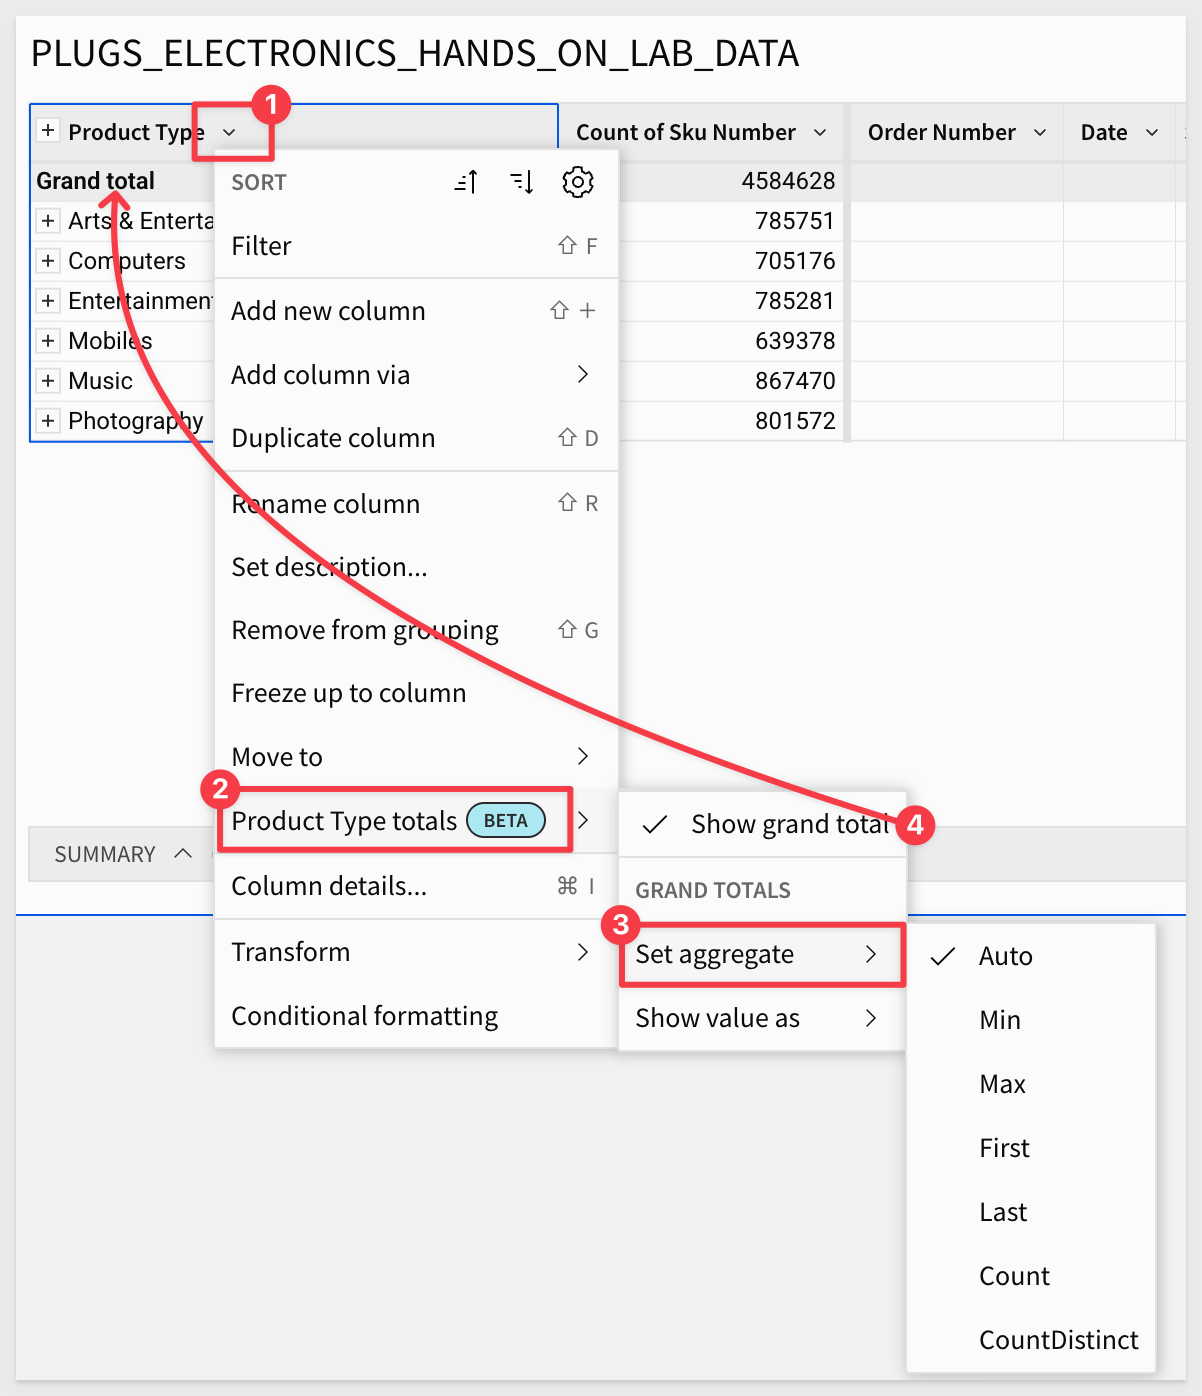 PLUGS_ELECTRONICS_HANDS_ON_LAB_DATA
1
Product Type
Count of Sku Number
Order Number
Date
Grand total
4584628
Arts & Enterta
785751
Computers
705176
Entertainmen
785281
Mobiles
639378
Music
867470
Photography
801572
SORT
Filter ⇧ F
Add new column ⇧ +
Add column via
Duplicate column ⇧ D
Rename column ⇧ R
Set description...
Remove from grouping ⇧ G
Freeze up to column
Move to
2
Product Type totals BETA
Column details... ⌘ I
Transform
Conditional formatting
SUMMARY
Show grand total
4
GRAND TOTALS
3
Set aggregate
Show value as
Auto
Min
Max
First
Last
Count
CountDistinct